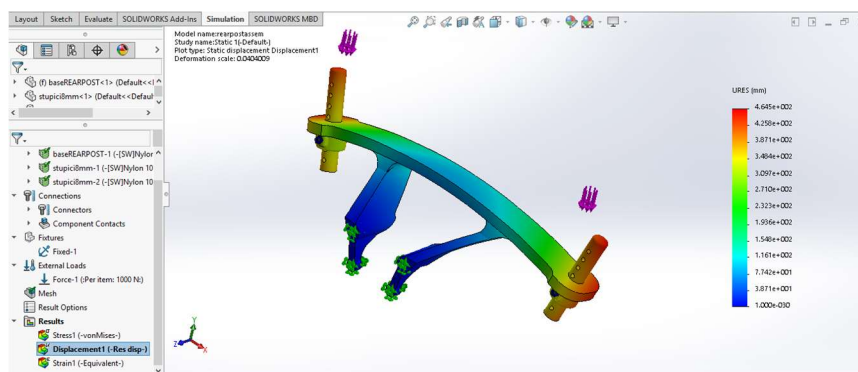 Layout Sketch Evaluate SOLIDWORKS Add-Ins Simulation SOLIDWORKS MBD
Model name:rearpostassem
Study name:Static 1(-Default-)
Plot type: Static displacement Displacement1
Deformation scale: 0.0404009
(f) baseREARPOST<1> (Default<<
stupici8mm<1> (Default<<Defaul
baseREARPOST-1 (-[SW]Nylor
stupici8mm-1 (-[SW]Nylon 10
stupici8mm-2 (-[SW]Nylon 10
Connections
Connectors
Component Contacts
Fixtures
Fixed-1
External Loads
Force-1 (:Per item: 1000 N:)
Mesh
Result Options
Results
Stress1 (-vonMises-)
Displacement1 (-Res disp-)
Strain1 (-Equivalent-)
URES (mm)
4.645e+002
4.258e+002
3.871e+002
3.484e+002
3.097e+002
2.710e+002
2.323e+002
1.936e+002
1.548e+002
1.161e+002
7.742e+001
3.871e+001
1.000e-030
Y
Z
X